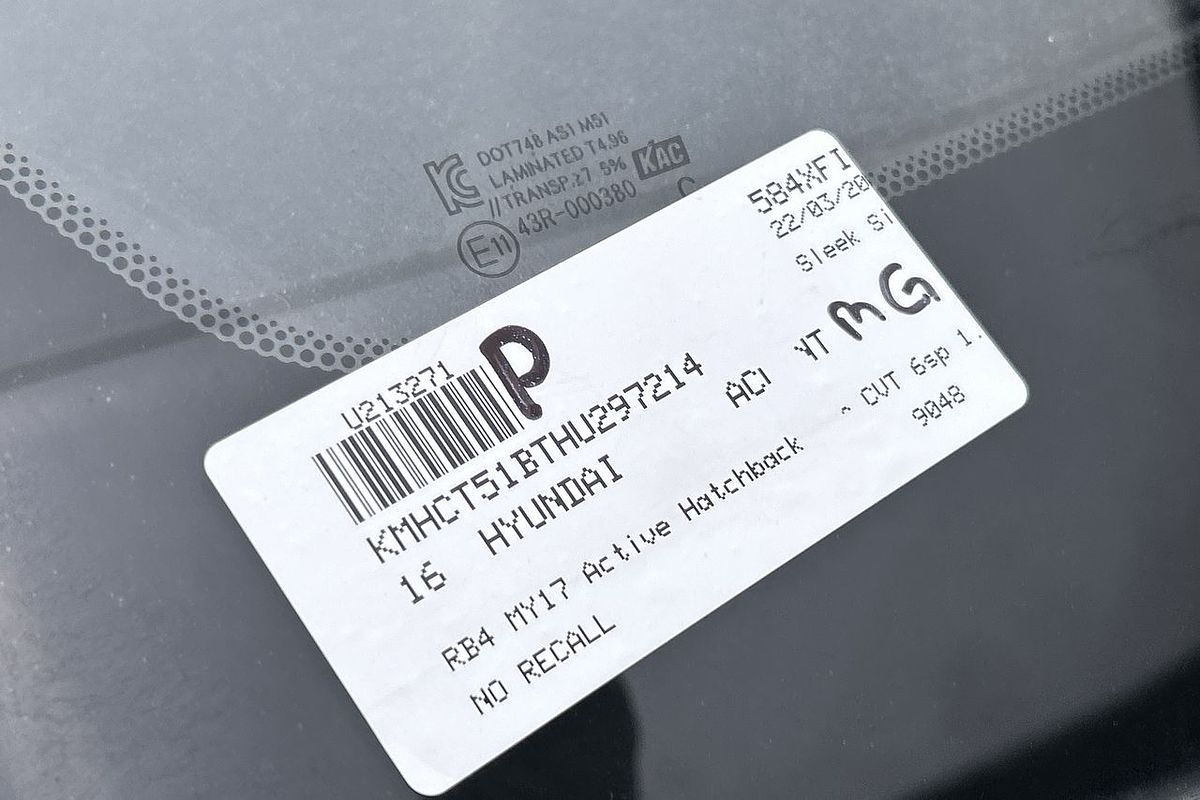 DOT748 AS1 M51
LAMINATED T4.96
//TRANSP.≥7 5% KAC
43R-000380
E11
C
584XFI
22/03/20
Sleek Si
U213271
P
KMHCT51BTHU297214
16 HYUNDAI
MG
RB4 MY17 Active Hatchback
CVT 6sp 1.
NO RECALL
9048